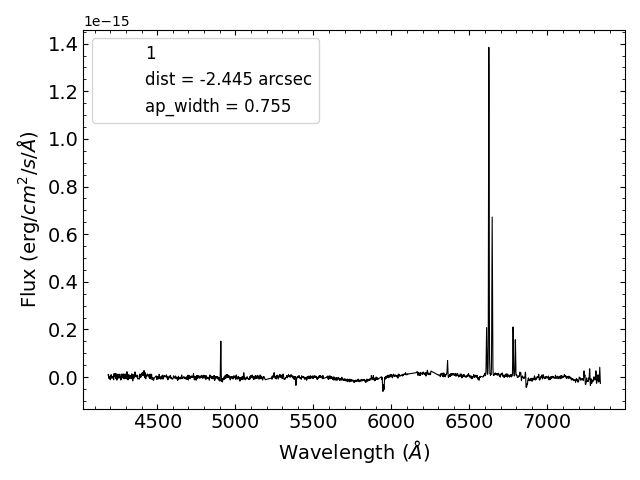 1e−15
1
dist = -2.445 arcsec
ap_width = 0.755
1.4
1.2
1.0
0.8
0.6
0.4
0.2
0.0
Flux (erg/cm²/s/Å)
4500 5000 5500 6000 6500 7000
Wavelength (Å)